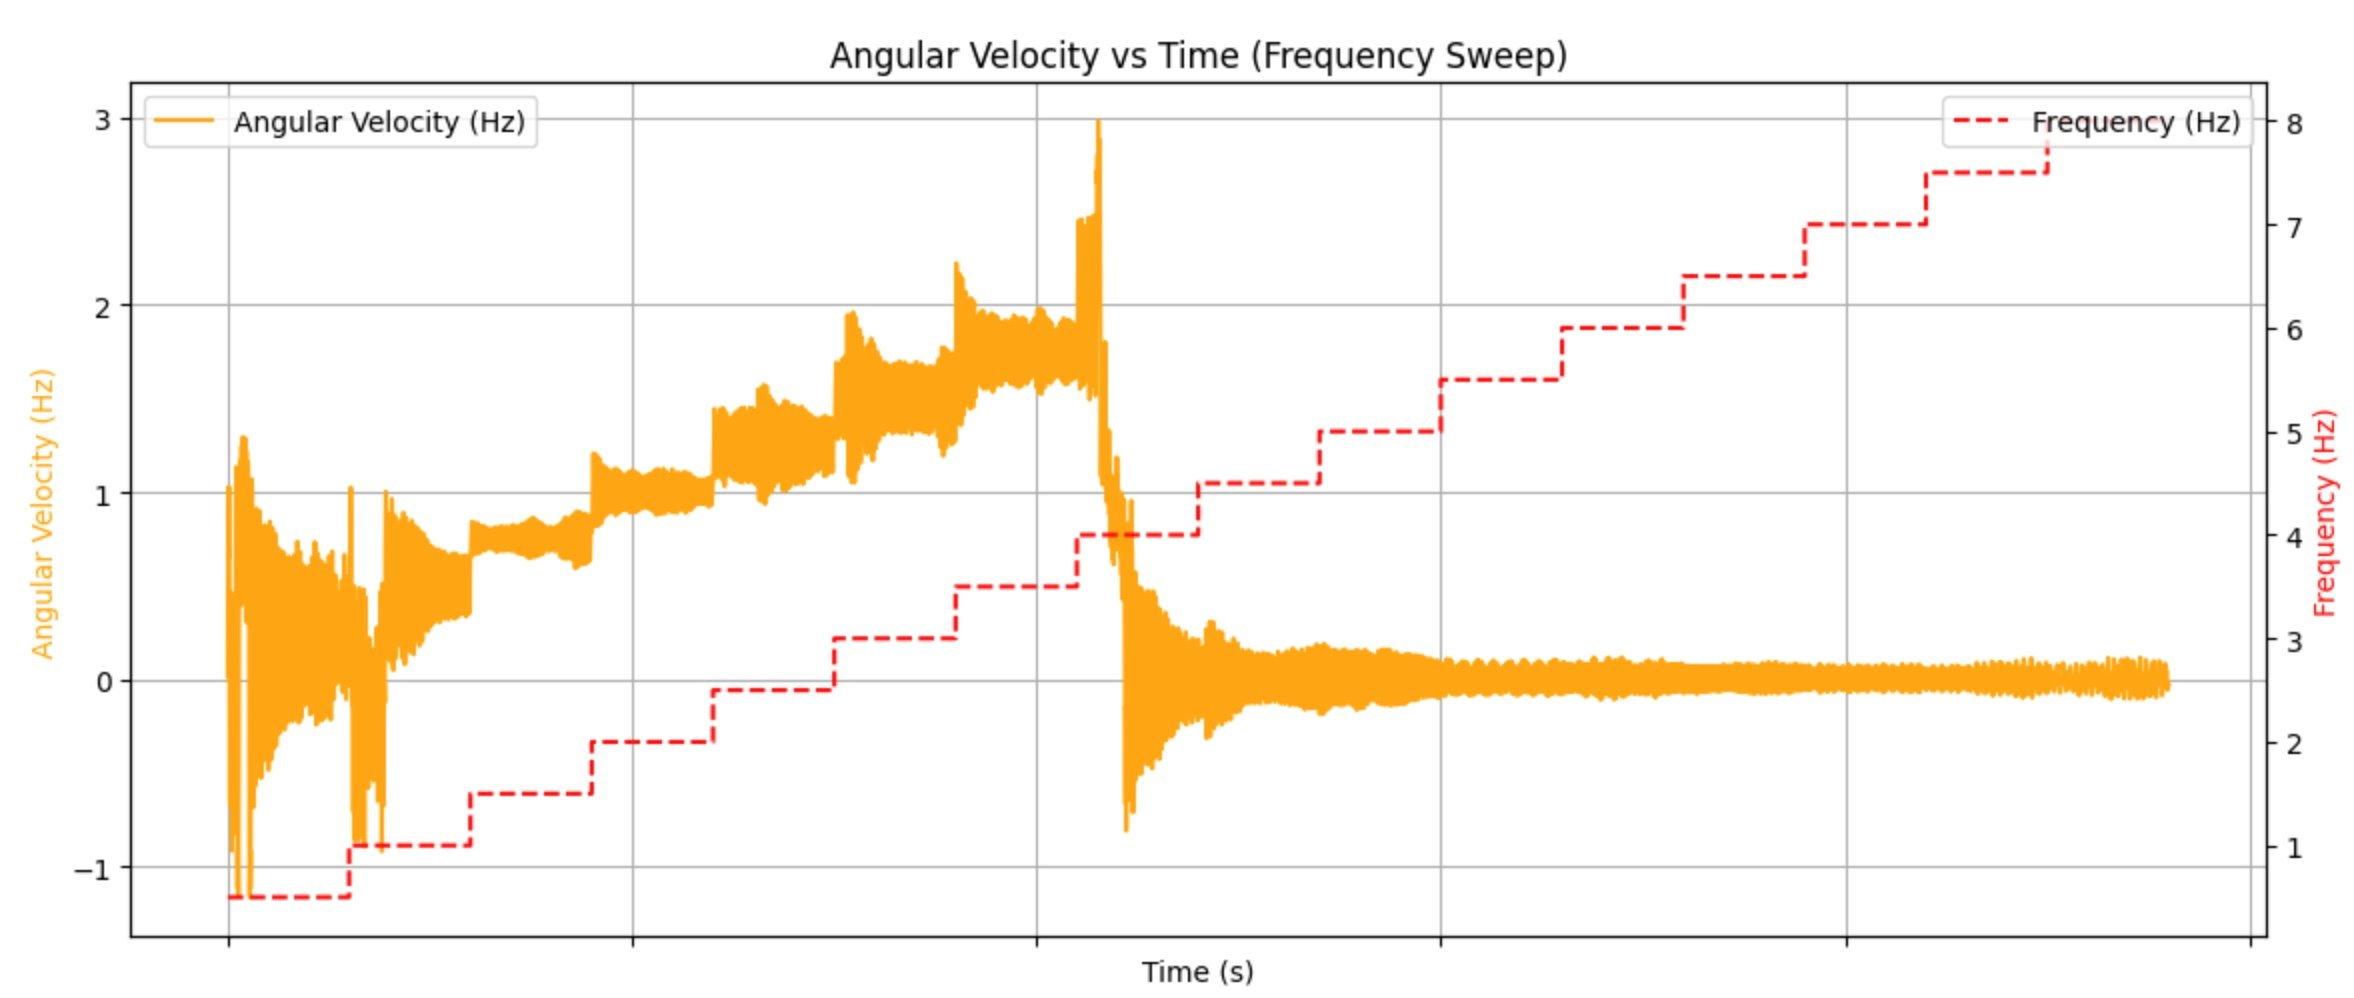 Angular Velocity vs Time (Frequency Sweep)
Angular Velocity (Hz)
Frequency (Hz)
Angular Velocity (Hz)
3
2
1
0
−1
8
7
6
5
4
3
2
1
Frequency (Hz)
Time (s)